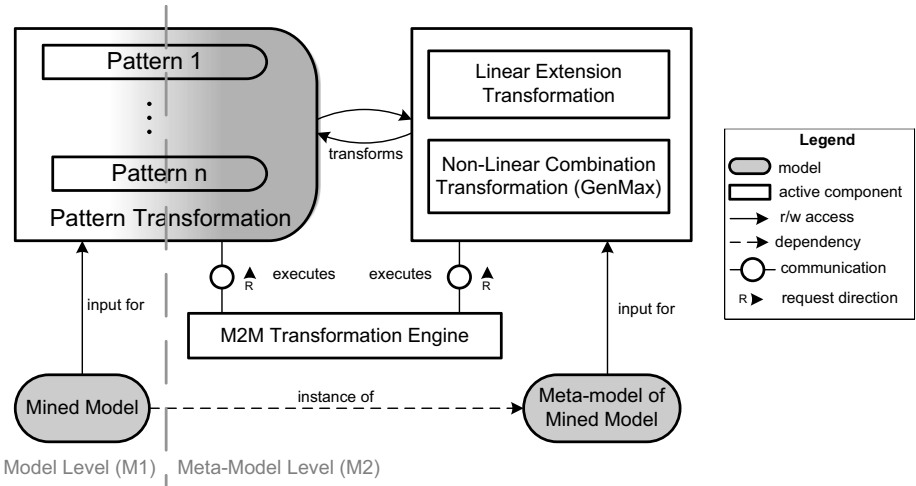 Pattern 1
Pattern n
Pattern Transformation
transforms
Linear Extension
Transformation
Non-Linear Combination
Transformation (GenMax)
Legend
model
active component
r/w access
dependency
communication
R
request direction
executes
R
executes
R
input for
M2M Transformation Engine
input for
Mined Model
instance of
Meta-model of
Mined Model
Model Level (M1)
Meta-Model Level (M2)